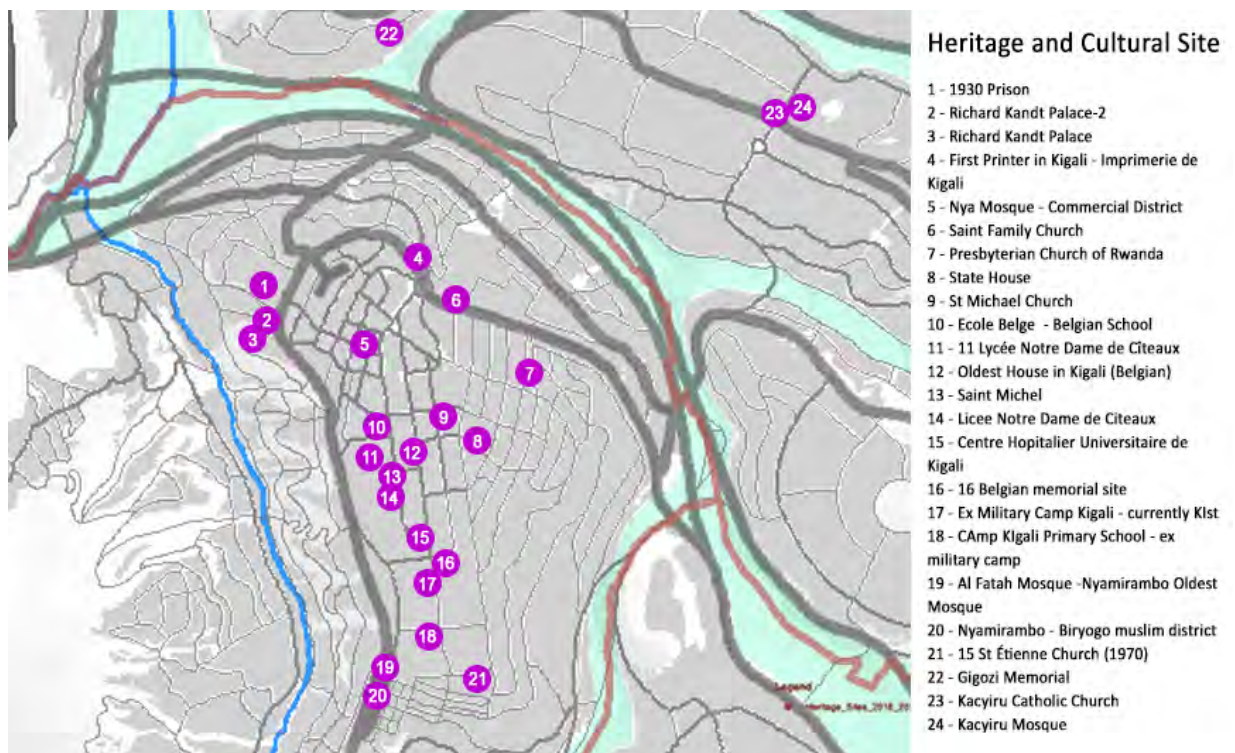 Heritage and Cultural Site
1 - 1930 Prison
2 - Richard Kandt Palace-2
3 - Richard Kandt Palace
4 - First Printer in Kigali - Imprimerie de
Kigali
5 - Nya Mosque - Commercial District
6 - Saint Family Church
7 - Presbyterian Church of Rwanda
8 - State House
9 - St Michael Church
10 - Ecole Belge - Belgian School
11 - 11 Lycée Notre Dame de Cîteaux
12 - Oldest House in Kigali (Belgian)
13 - Saint Michel
14 - Licee Notre Dame de Citeaux
15 - Centre Hopitalier Universitaire de
Kigali
16 - 16 Belgian memorial site
17 - Ex Military Camp Kigali - currently KIst
18 - CAmp KIgali Primary School - ex
military camp
19 - Al Fatah Mosque -Nyamirambo Oldest
Mosque
20 - Nyamirambo - Biryogo muslim district
21 - 15 St Étienne Church (1970)
22 - Gigozi Memorial
23 - Kacyiru Catholic Church
24 - Kacyiru Mosque
22
23
24
4
1
6
2
3
5
7
9
10
8
12
11
13
14
15
16
17
18
19
21
20
Legend
Heritage_Sites_2018_20